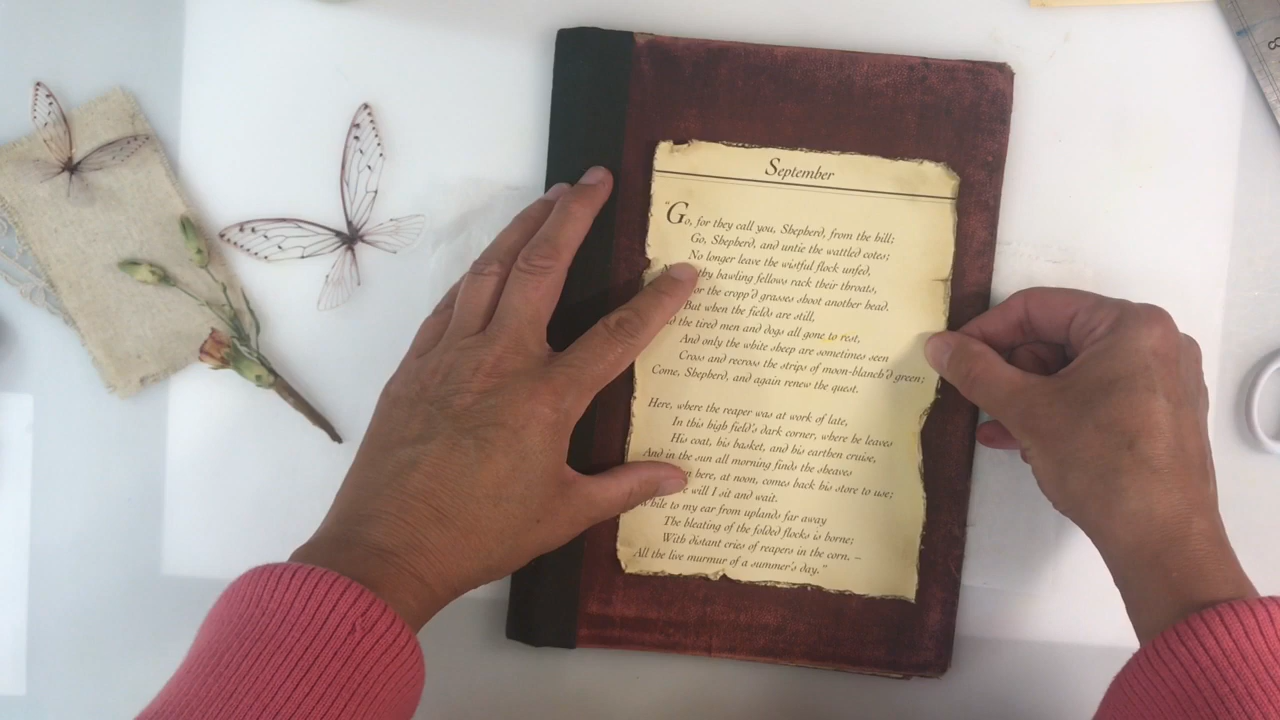 September
"Go, for they call you, Shepherd, from the hill;
Go, Shepherd, and untie the wattled cotes;
No longer leave the wistful flock unfed,
thy bawling fellows rack their throats,
or the cropp'd grasses shoot another head.
But when the fields are still,
the tired men and dogs all gone to rest,
And only the white sheep are sometimes seen
Cross and recross the strips of moon-blanch'd green;
Come, Shepherd, and again renew the quest.
Here, where the reaper was at work of late,
In this high field's dark corner, where he leaves
His coat, his basket, and his earthen cruise,
And in the sun all morning finds the sheaves
here, at noon, comes back his store to use;
will I sit and wait.
While to my ear from uplands far away
The bleating of the folded flocks is borne;
With distant cries of reapers in the corn. –
All the live murmur of a summer's day."
8